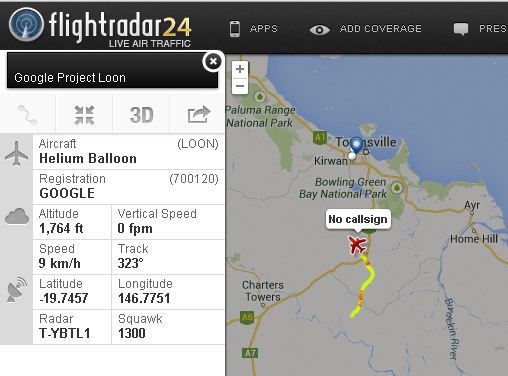 flightradar24
LIVE AIR TRAFFIC
APPS
ADD COVERAGE
PRES
Google Project Loon
3D
Aircraft (LOON)
Helium Balloon
Registration (700120)
GOOGLE
Altitude Vertical Speed
1,764 ft 0 fpm
Speed Track
9 km/h 323°
Latitude Longitude
-19.7457 146.7751
Radar Squawk
T-YBTL1 1300
+
−
Paluma Range
National Park
A1
Townsville
Kirwan
Bowling Green
Bay National Park
Ayr
Home Hill
No callsign
Charters
Towers
A6
A7
Burdekin River